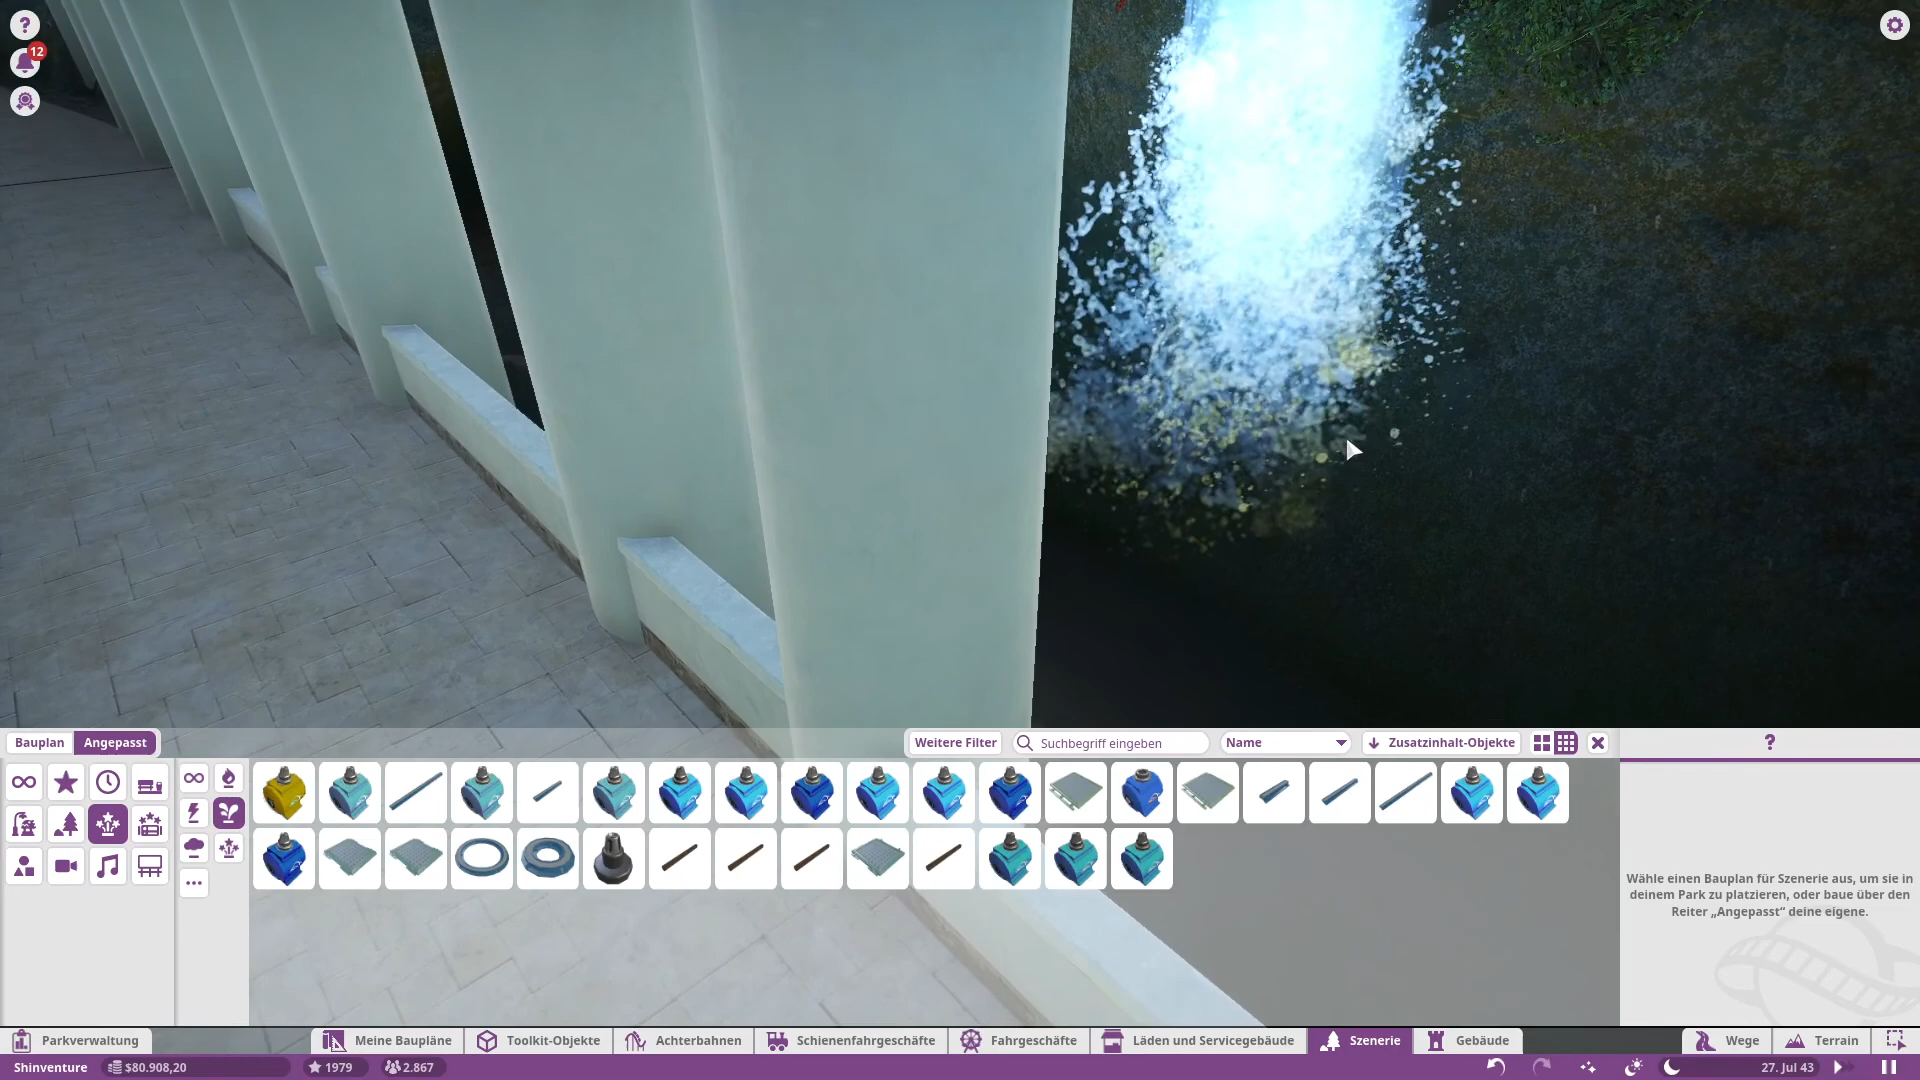 ?
12
Bauplan
Angepasst
Weitere Filter
Suchbegriff eingeben
Name
Zusatzinhalt-Objekte
?
Wähle einen Bauplan für Szenerie aus, um sie in
deinem Park zu platzieren, oder baue über den
Reiter „Angepasst“ deine eigene.
Parkverwaltung
Meine Baupläne
Toolkit-Objekte
Achterbahnen
Schienenfahrgeschäfte
Fahrgeschäfte
Läden und Servicegebäude
Szenerie
Gebäude
Wege
Terrain
Shinventure
$80.908,20
1979
2.867
27. Jul 43